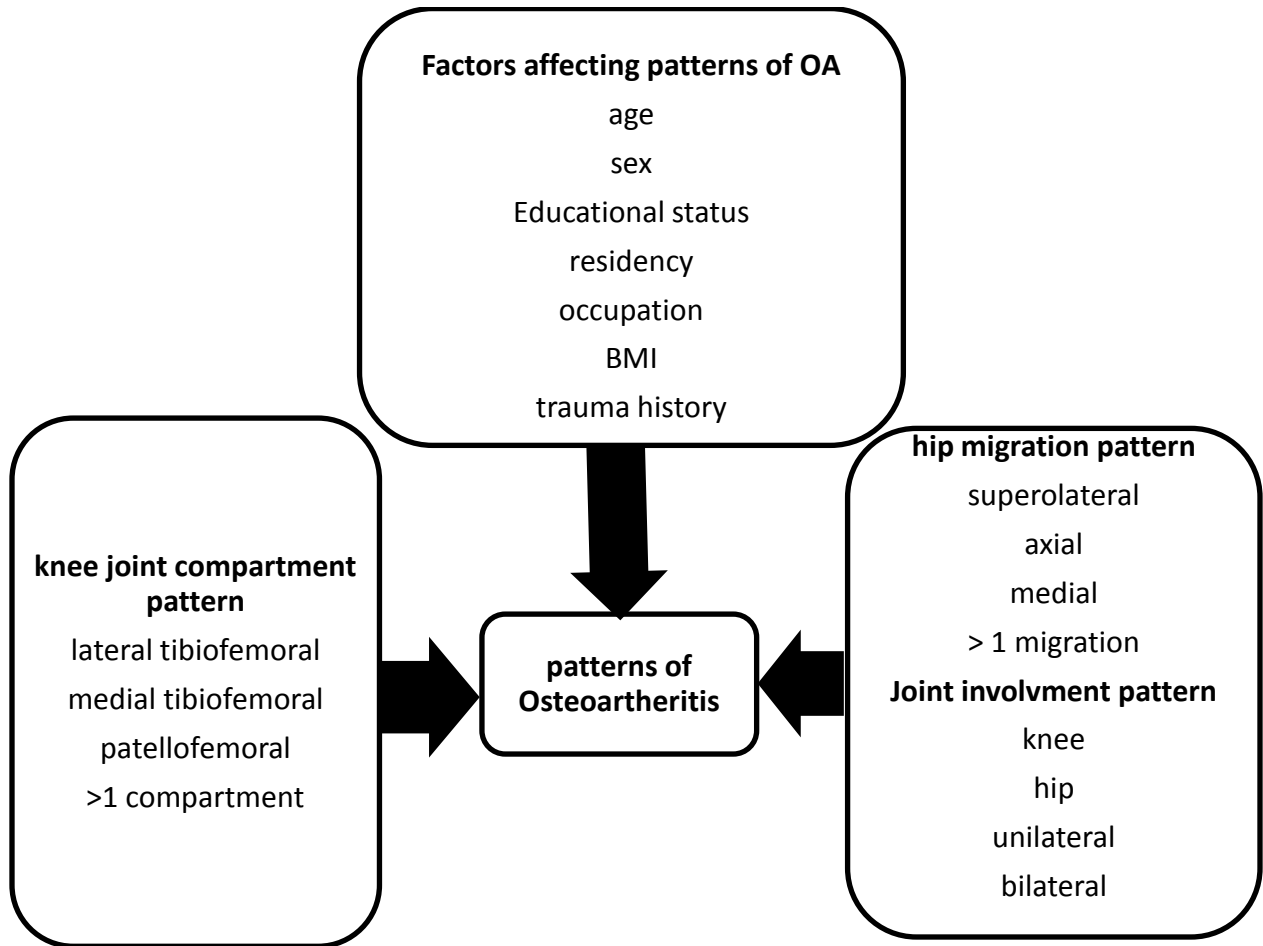 Factors affecting patterns of OA
age
sex
Educational status
residency
occupation
BMI
trauma history
knee joint compartment
pattern
lateral tibiofemoral
medial tibiofemoral
patellofemoral
>1 compartment
patterns of
Osteoartheritis
hip migration pattern
superolateral
axial
medial
> 1 migration
Joint involvment pattern
knee
hip
unilateral
bilateral